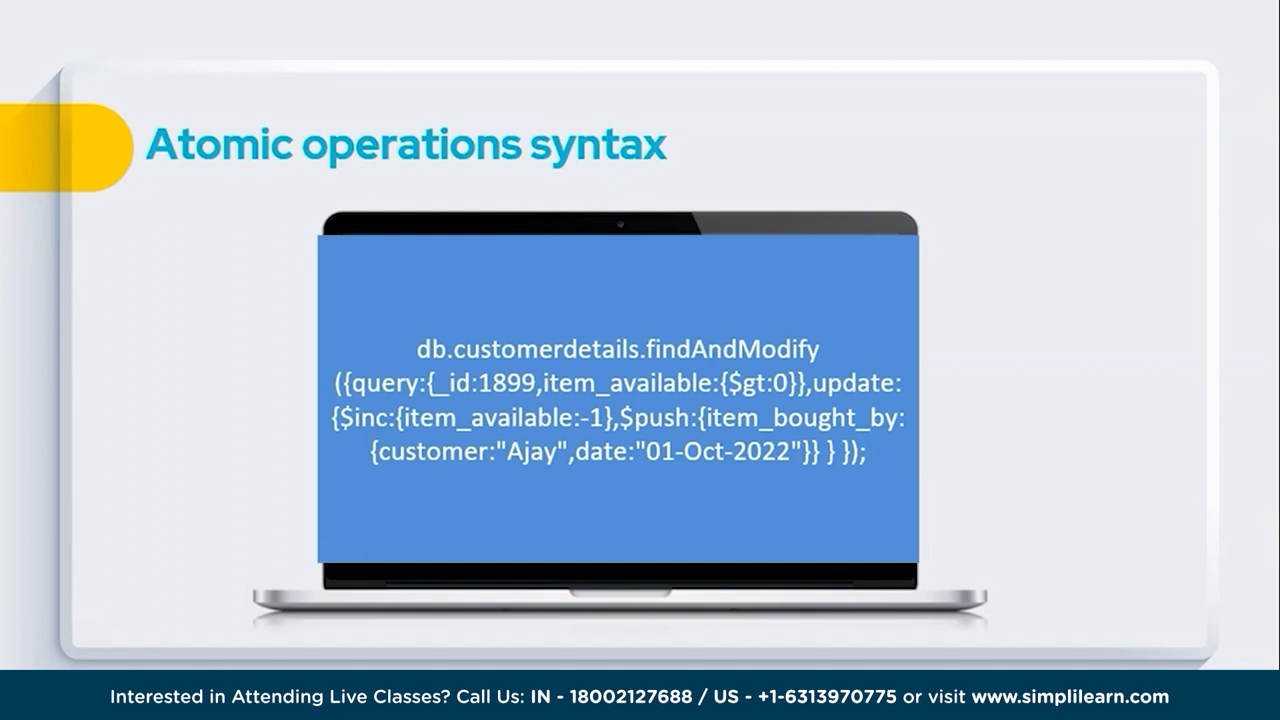 Atomic operations syntax
db.customerdetails.findAndModify
({query:{_id:1899,item_available:{$gt:0}},update:
{$inc:{item_available:-1},$push:{item_bought_by:
{customer:"Ajay",date:"01-Oct-2022"}} } });
Interested in Attending Live Classes? Call Us: IN - 18002127688 / US - +1-6313970775 or visit www.simplilearn.com